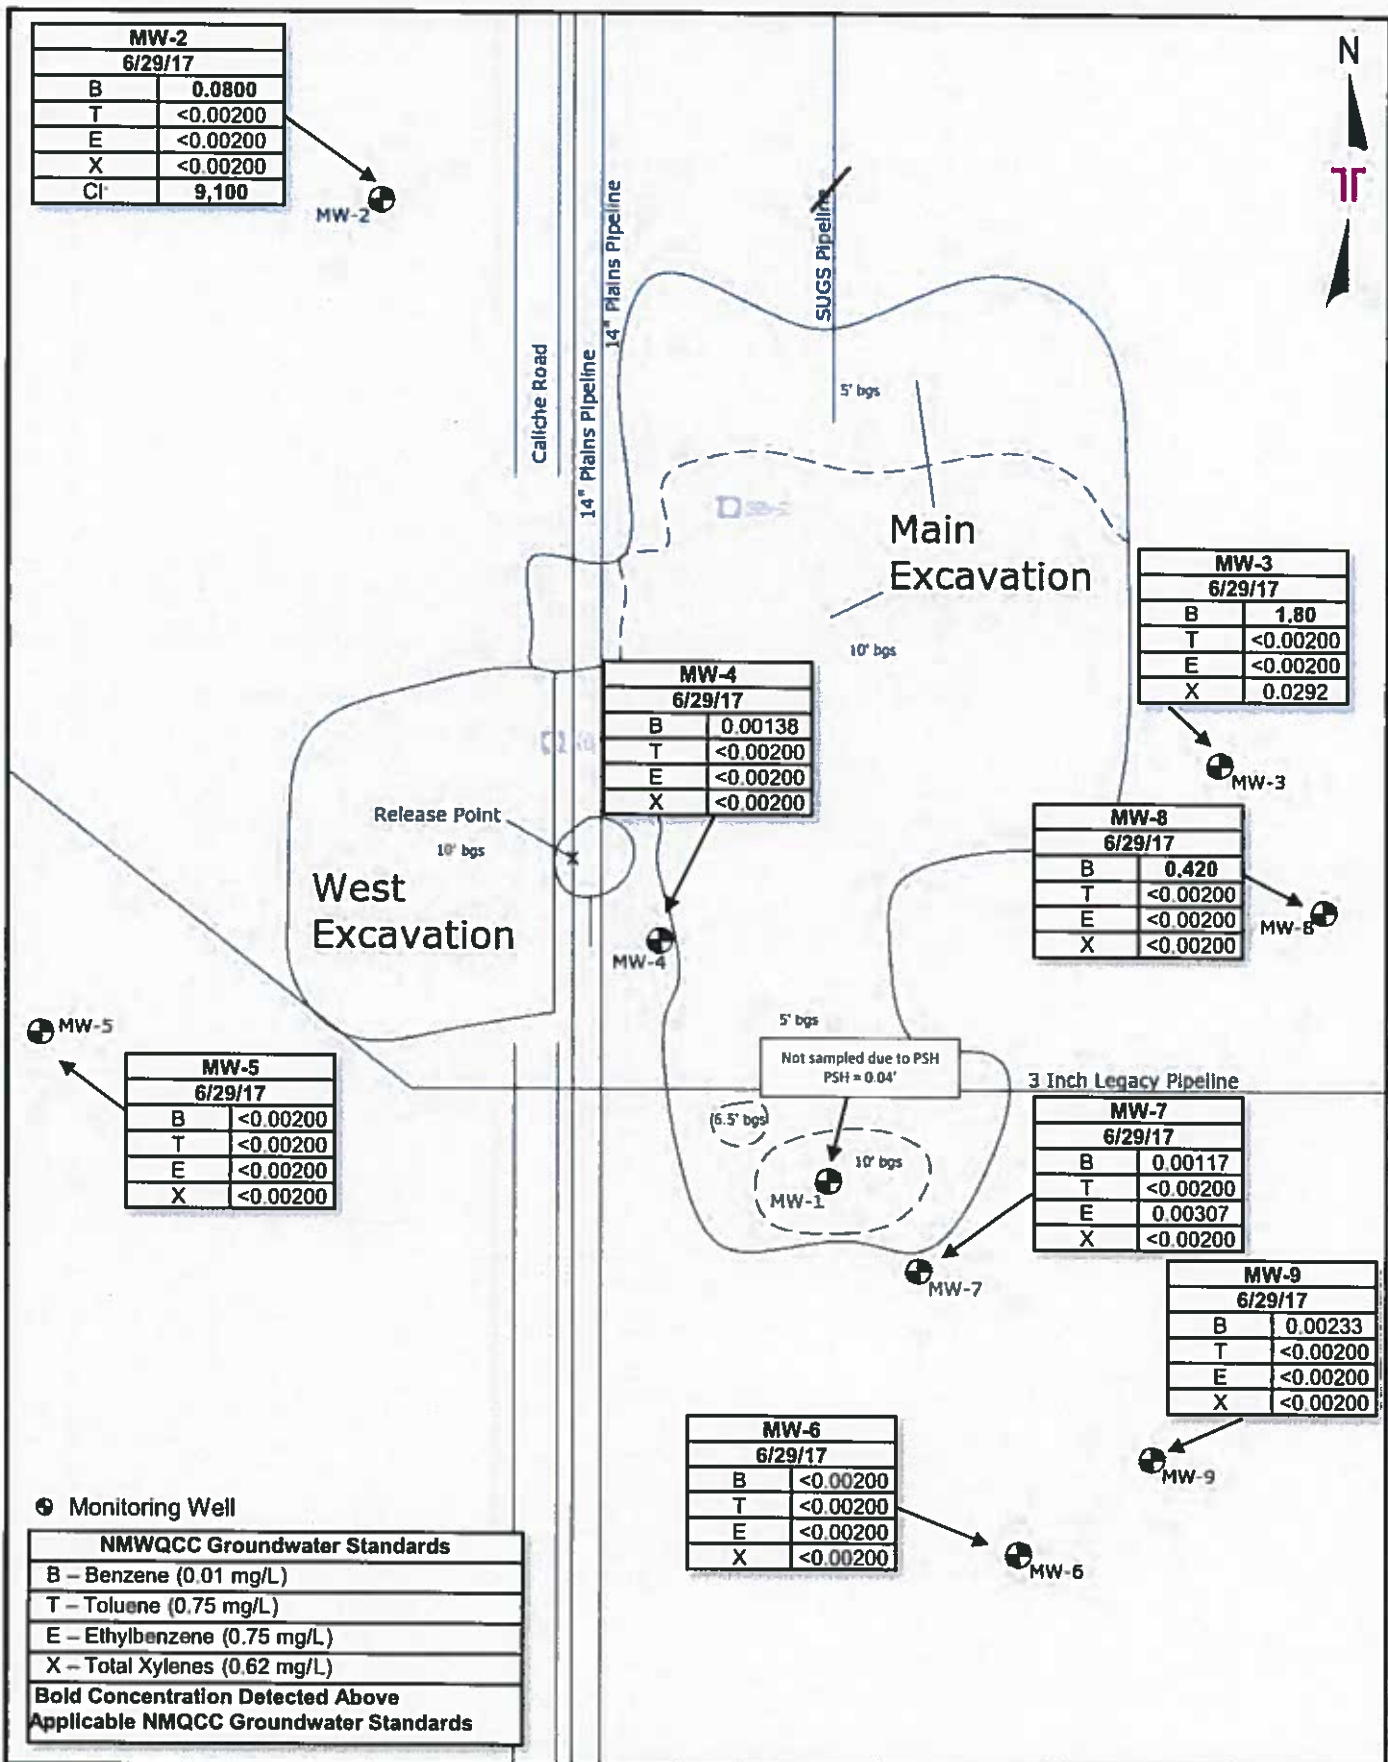 MW-2
6/29/17
B 0.0800
T <0.00200
E <0.00200
X <0.00200
Cl- 9,100
MW-2
N
14" Plains Pipeline
SUGS Pipeline
Caliche Road
14" Plains Pipeline
5' bgs
Main
Excavation
10' bgs
MW-3
6/29/17
B 1.80
T <0.00200
E <0.00200
X 0.0292
MW-3
MW-4
6/29/17
B 0.00138
T <0.00200
E <0.00200
X <0.00200
MW-4
Release Point
10' bgs
West
Excavation
MW-8
6/29/17
B 0.420
T <0.00200
E <0.00200
X <0.00200
MW-8
MW-5
MW-5
6/29/17
B <0.00200
T <0.00200
E <0.00200
X <0.00200
5' bgs
Not sampled due to PSH
PSH = 0.04'
3 Inch Legacy Pipeline
(6.5' bgs)
10' bgs
MW-1
MW-7
6/29/17
B 0.00117
T <0.00200
E 0.00307
X <0.00200
MW-7
MW-9
6/29/17
B 0.00233
T <0.00200
E <0.00200
X <0.00200
MW-9
MW-6
6/29/17
B <0.00200
T <0.00200
E <0.00200
X <0.00200
MW-6
Monitoring Well
NMWQCC Groundwater Standards
B – Benzene (0.01 mg/L)
T – Toluene (0.75 mg/L)
E – Ethylbenzene (0.75 mg/L)
X – Total Xylenes (0.62 mg/L)
Bold Concentration Detected Above
Applicable NMQCC Groundwater Standards